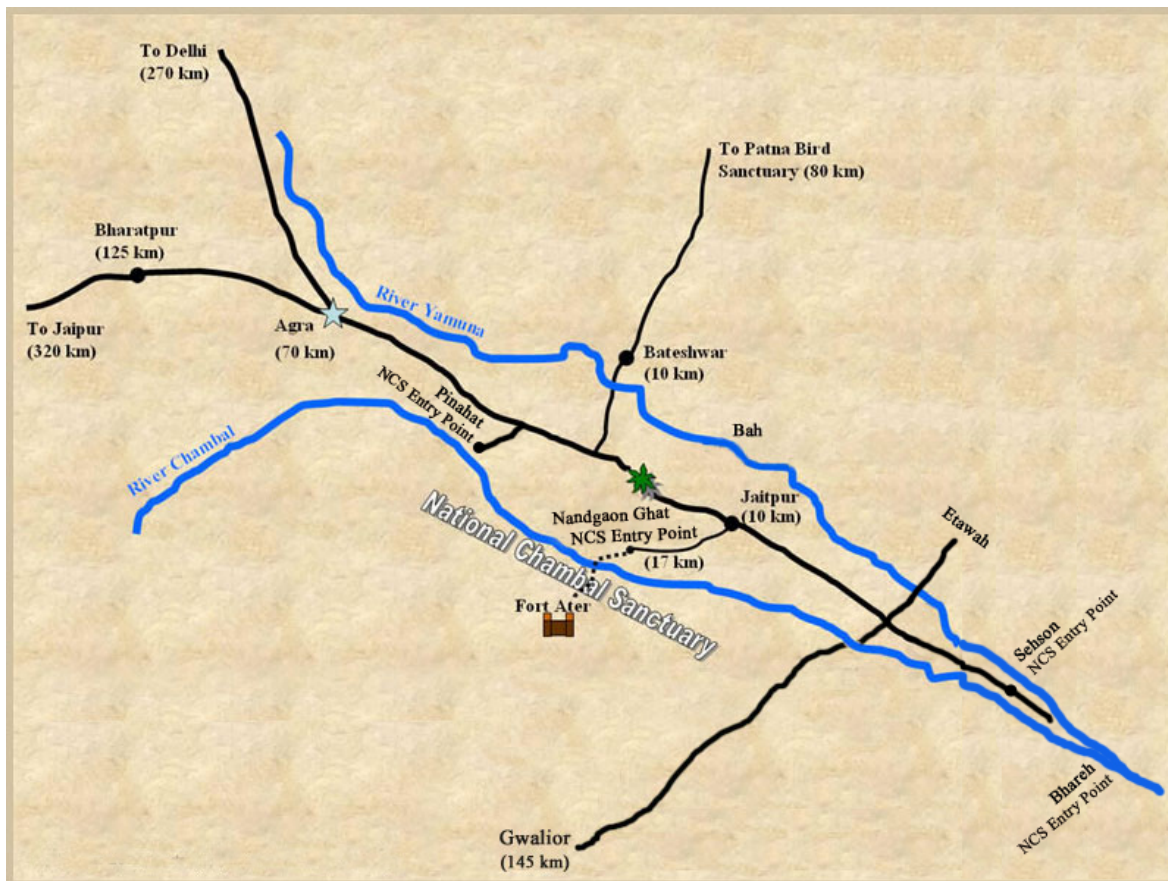 To Delhi
(270 km)
To Patna Bird
Sanctuary (80 km)
Bharatpur
(125 km)
River Yamuna
To Jaipur
(320 km)
Agra
(70 km)
Bateshwar
(10 km)
Pinahat
NCS Entry Point
River Chambal
Bah
National Chambal Sanctuary
Nandgaon Ghat
NCS Entry Point
(17 km)
Jaitpur
(10 km)
Etawah
Fort Ater
Sehson
NCS Entry Point
Bhareh
NCS Entry Point
Gwalior
(145 km)